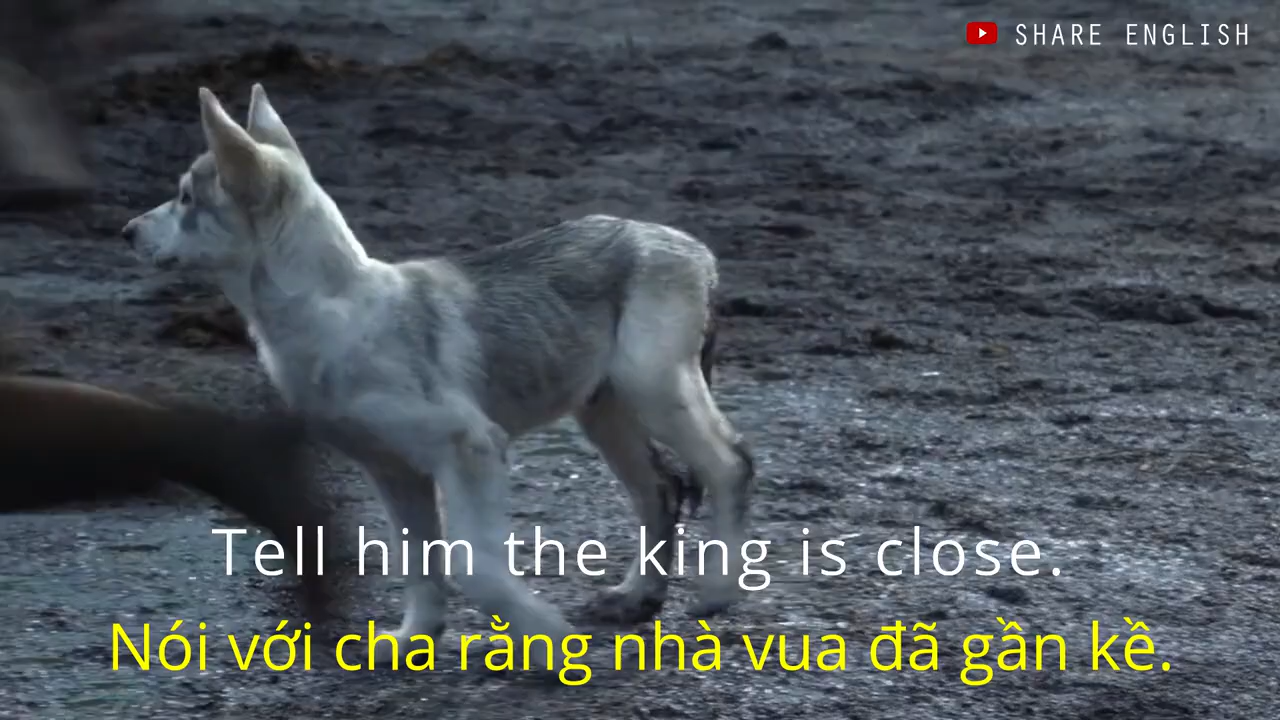 SHARE ENGLISH
Tell him the king is close.
Nói với cha rằng nhà vua đã gần kề.